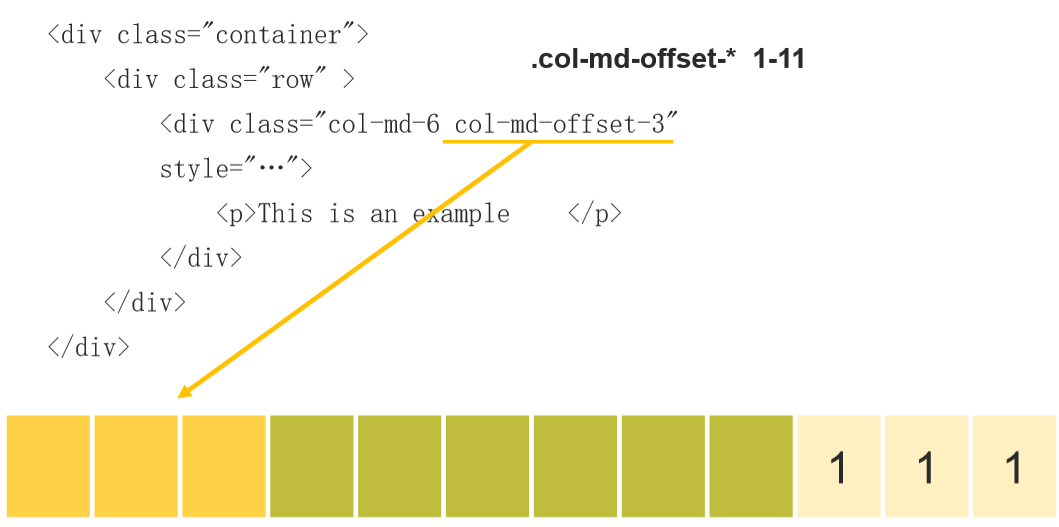 <div class="container">
.col-md-offset-* 1-11
<div class="row" >
<div class="col-md-6 col-md-offset-3"
style="…">
<p>This is an example    </p>
</div>
</div>
</div>
1 1 1